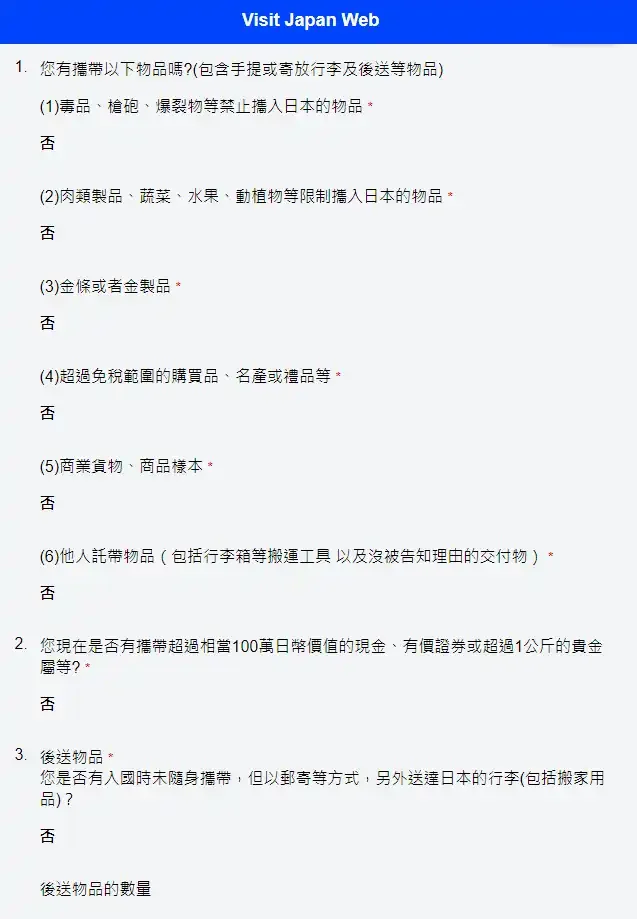 Visit Japan Web
1. 您有攜帶以下物品嗎?(包含手提或寄放行李及後送等物品)
(1)毒品、槍砲、爆裂物等禁止攜入日本的物品 *
否
(2)肉類製品、蔬菜、水果、動植物等限制攜入日本的物品 *
否
(3)金條或者金製品 *
否
(4)超過免稅範圍的購買品、名產或禮品等 *
否
(5)商業貨物、商品樣本 *
否
(6)他人託帶物品（包括行李箱等搬運工具 以及沒被告知理由的交付物） *
否
2. 您現在是否有攜帶超過相當100萬日幣價值的現金、有價證券或超過1公斤的貴金
屬等? *
否
3. 後送物品 *
您是否有入國時未隨身攜帶，但以郵寄等方式，另外送達日本的行李(包括搬家用
品)？
否
後送物品的數量